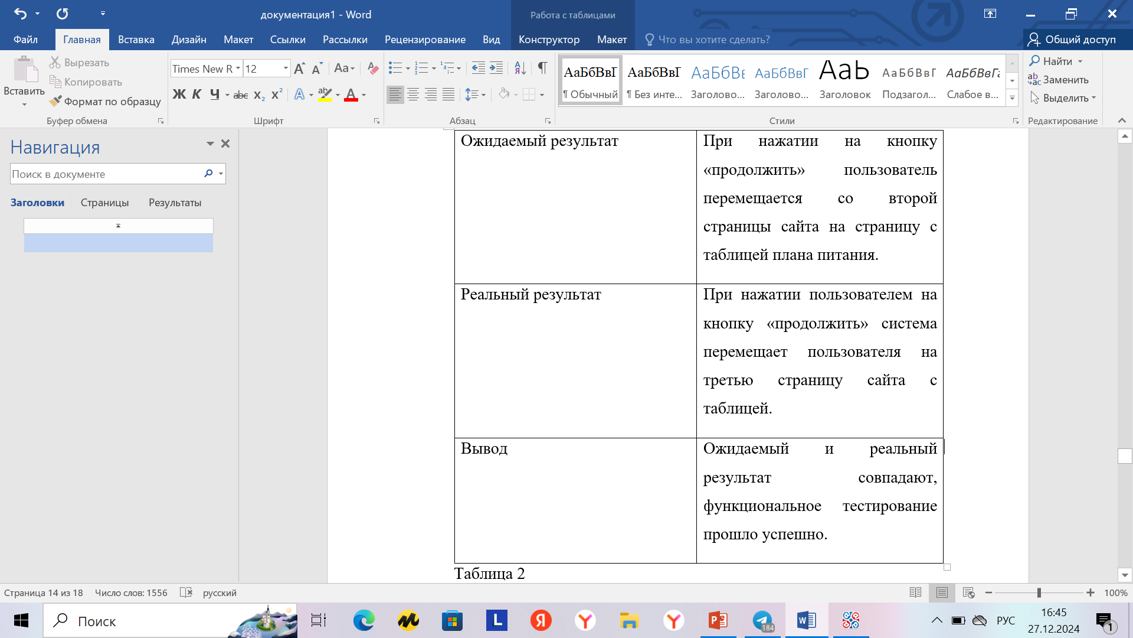 документация1 - Word
Работа с таблицами
Файл Главная Вставка Дизайн Макет Ссылки Рассылки Рецензирование Вид Конструктор Макет Что вы хотите сделать? Общий доступ
Вставить
Вырезать
Копировать
Формат по образцу
Буфер обмена
Times New R 12
Ж К Ч abc x₂ x²
Шрифт
Абзац
АаБбВвГ АаБбВвГ АаБбВв АаБбВвГ АаЬ АаБбВвГ АаБбВвГг
¶ Обычный ¶ Без инте... Заголово... Заголово... Заголовок Подзагол... Слабое в...
Стили
Найти
Заменить
Выделить
Редактирование
Навигация
Поиск в документе
Заголовки Страницы Результаты
Ожидаемый результат
При нажатии на кнопку
«продолжить» пользователь
перемещается со второй
страницы сайта на страницу с
таблицей плана питания.
Реальный результат
При нажатии пользователем на
кнопку «продолжить» система
перемещает пользователя на
третью страницу сайта с
таблицей.
Вывод
Ожидаемый и реальный
результат совпадают,
функциональное тестирование
прошло успешно.
Таблица 2
Страница 14 из 18 Число слов: 1556 русский 100%
Поиск
184
РУС
16:45
27.12.2024
1